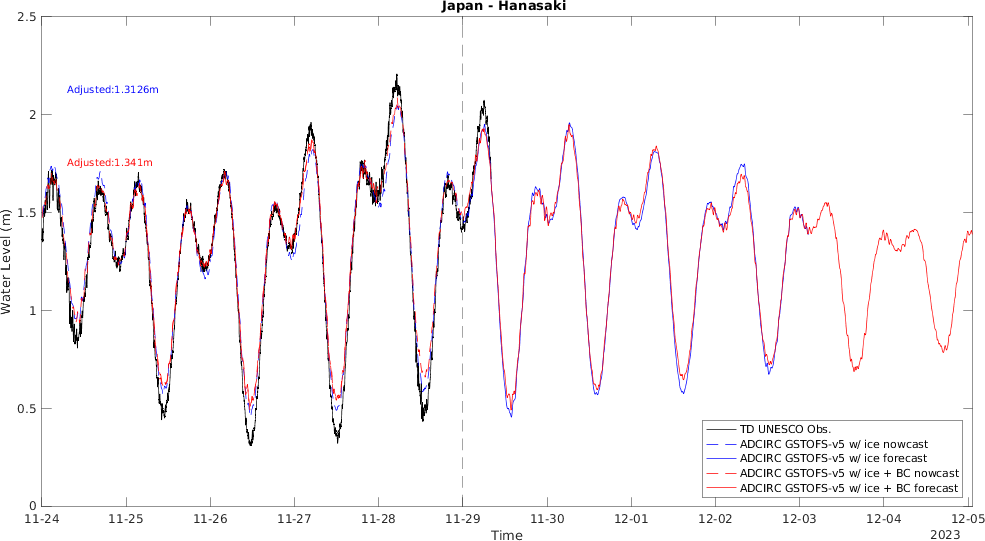 Japan - Hanasaki
2.5
Adjusted:1.3126m
2
Adjusted:1.341m
1.5
Water Level (m)
1
0.5
0
TD UNESCO Obs.
ADCIRC GSTOFS-v5 w/ ice nowcast
ADCIRC GSTOFS-v5 w/ ice forecast
ADCIRC GSTOFS-v5 w/ ice + BC nowcast
ADCIRC GSTOFS-v5 w/ ice + BC forecast
11-24 11-25 11-26 11-27 11-28 11-29 11-30 12-01 12-02 12-03 12-04 12-05
Time
2023